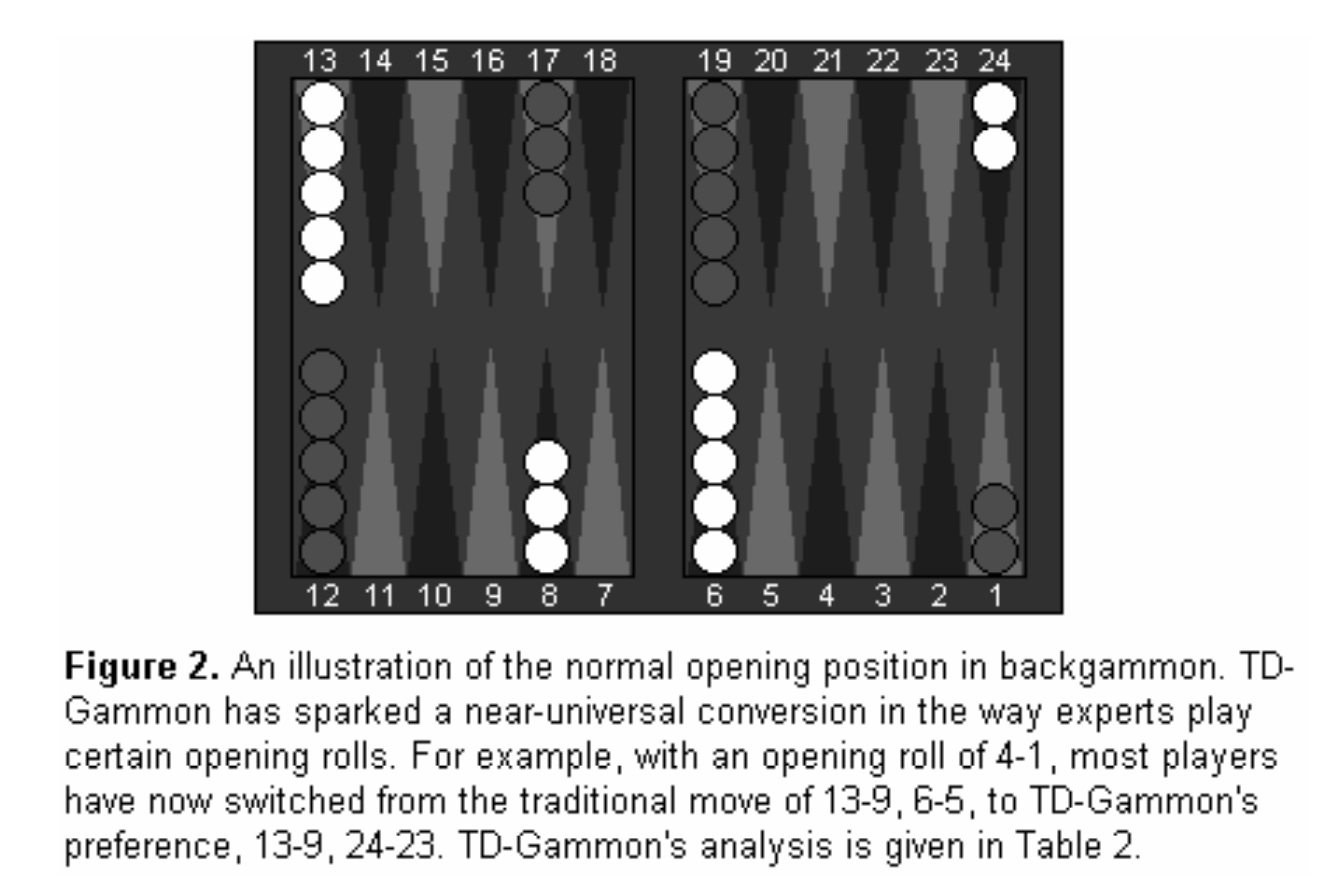 13 14 15 16 17 18 19 20 21 22 23 24
12 11 10 9 8 7 6 5 4 3 2 1
Figure 2. An illustration of the normal opening position in backgammon. TD-
Gammon has sparked a near-universal conversion in the way experts play
certain opening rolls. For example, with an opening roll of 4-1, most players
have now switched from the traditional move of 13-9, 6-5, to TD-Gammon's
preference, 13-9, 24-23. TD-Gammon's analysis is given in Table 2.